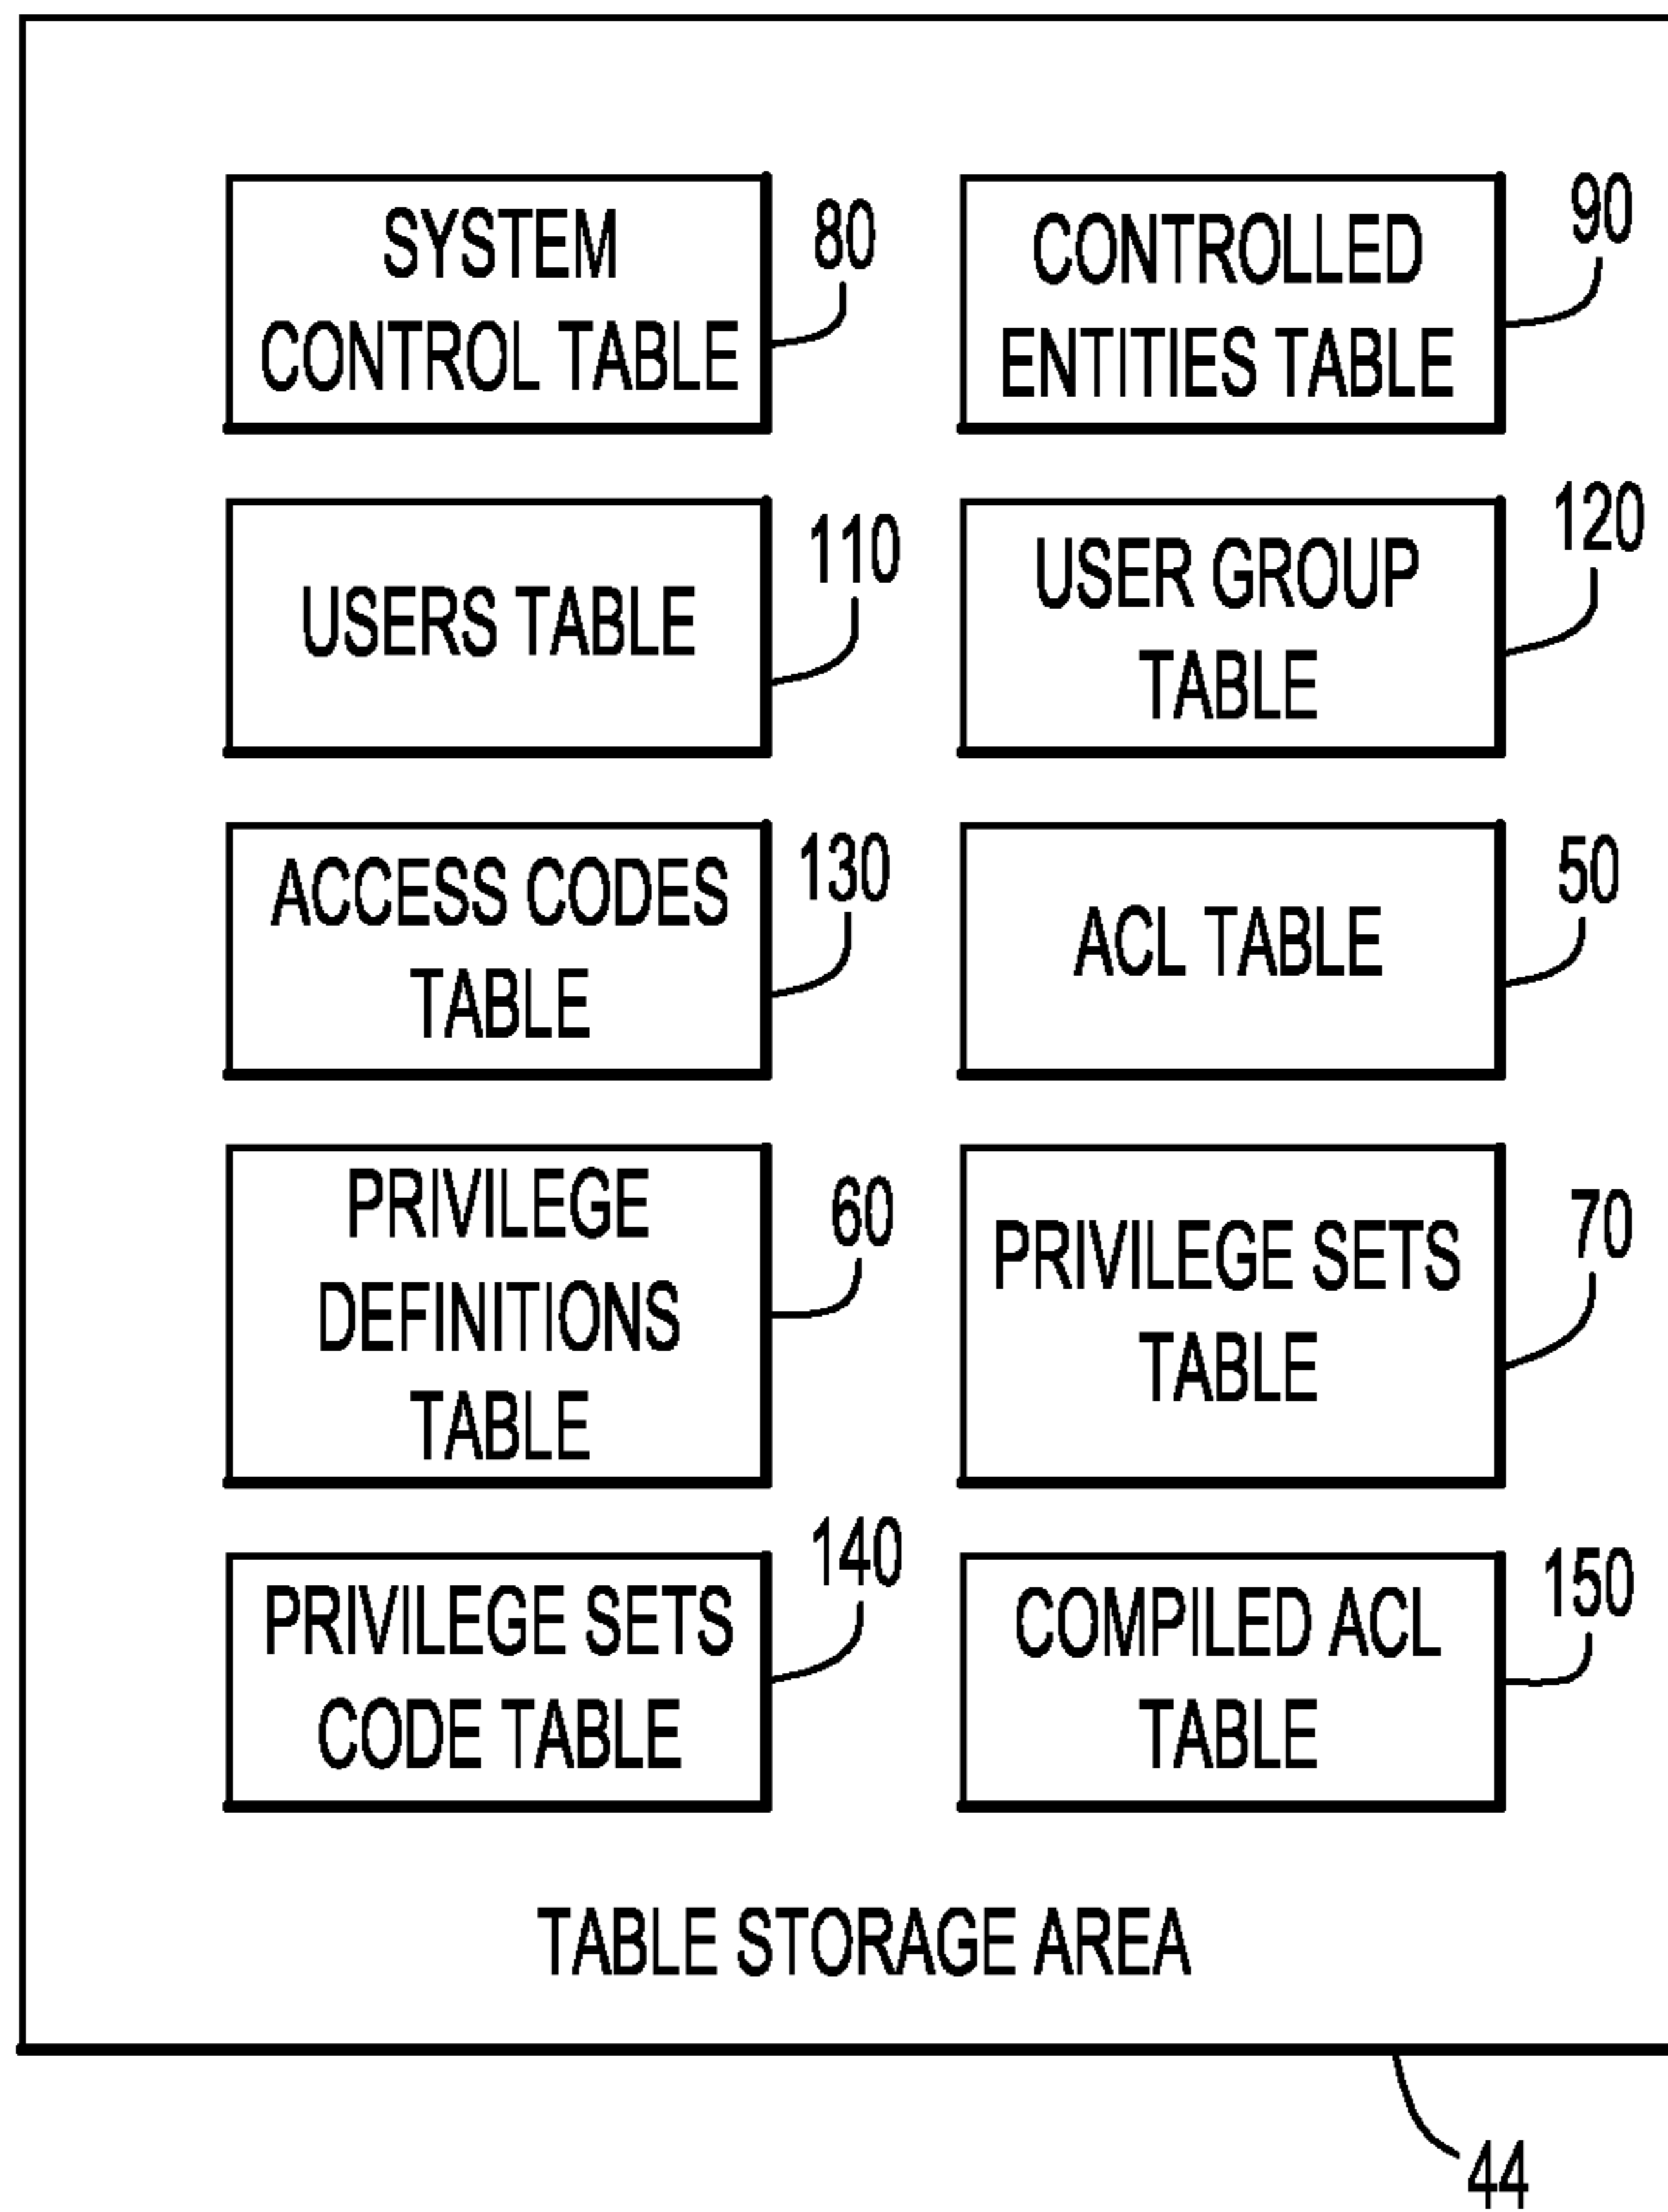 SYSTEM
CONTROL TABLE
80
CONTROLLED
ENTITIES TABLE
90
USERS TABLE
110
USER GROUP
TABLE
120
ACCESS CODES
TABLE
130
ACL TABLE
50
PRIVILEGE
DEFINITIONS
TABLE
60
PRIVILEGE SETS
TABLE
70
PRIVILEGE SETS
CODE TABLE
140
COMPILED ACL
TABLE
150
TABLE STORAGE AREA
44